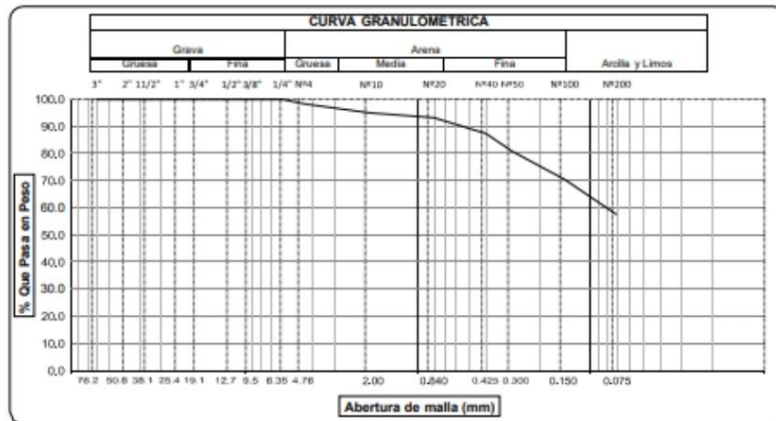 CURVA GRANULOMETRICA
Grava Arena
Gruesa Fina Gruesa Media Fina Arcilla y Limos
3" 2" 11/2" 1" 3/4" 1/2" 3/8" 1/4" Nº4 Nº10 Nº20 Nº40 Nº50 Nº100 Nº200
100.0
90.0
80.0
70.0
60.0
50.0
40.0
30.0
20.0
10.0
0.0
% Que Pasa en Peso
76.2 50.8 38.1 25.4 19.1 12.7 9.5 6.35 4.76 2.00 0.840 0.425 0.300 0.150 0.075
Abertura de malla (mm)